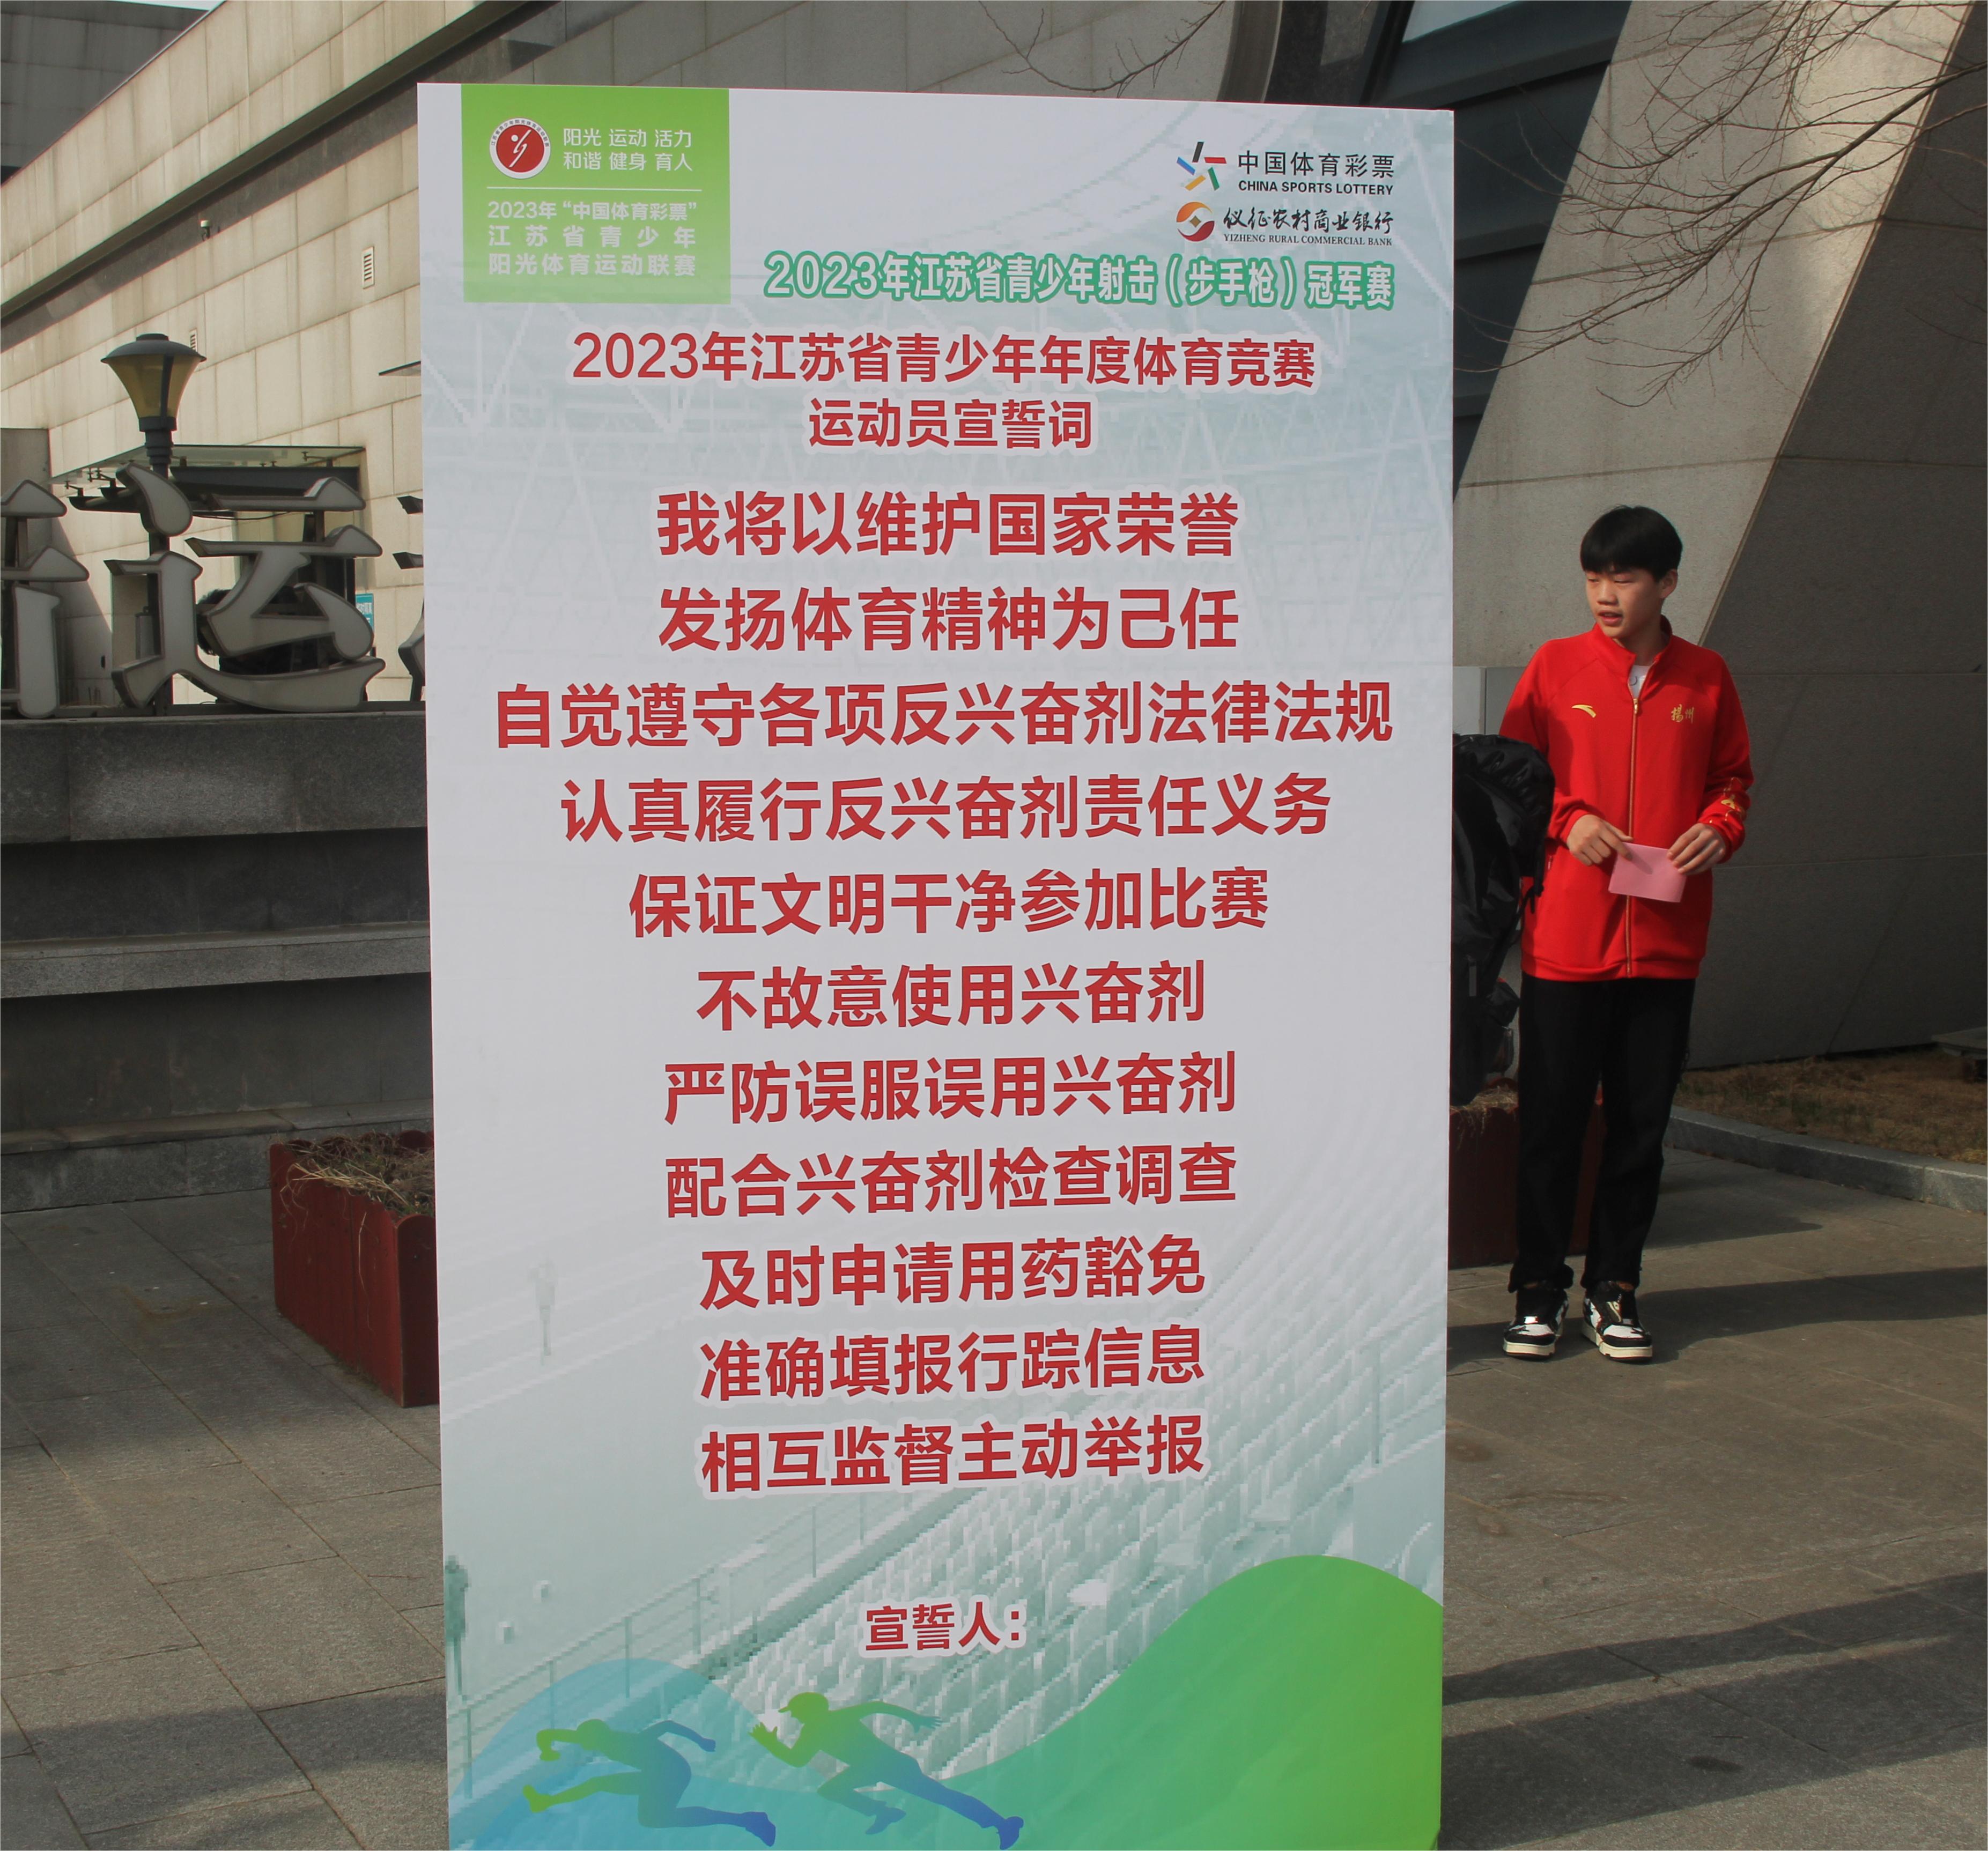 阳光 运动 活力
和谐 健身 育人
2023年“中国体育彩票”
江苏省青少年
阳光体育运动联赛
中国体育彩票
CHINA SPORTS LOTTERY
仪征农村商业银行
YIZHENG RURAL COMMERCIAL BANK
2023年江苏省青少年射击（步手枪）冠军赛
2023年江苏省青少年年度体育竞赛
运动员宣誓词
我将以维护国家荣誉
发扬体育精神为己任
自觉遵守各项反兴奋剂法律法规
认真履行反兴奋剂责任义务
保证文明干净参加比赛
不故意使用兴奋剂
严防误服误用兴奋剂
配合兴奋剂检查调查
及时申请用药豁免
准确填报行踪信息
相互监督主动举报
宣誓人：
运
揚州